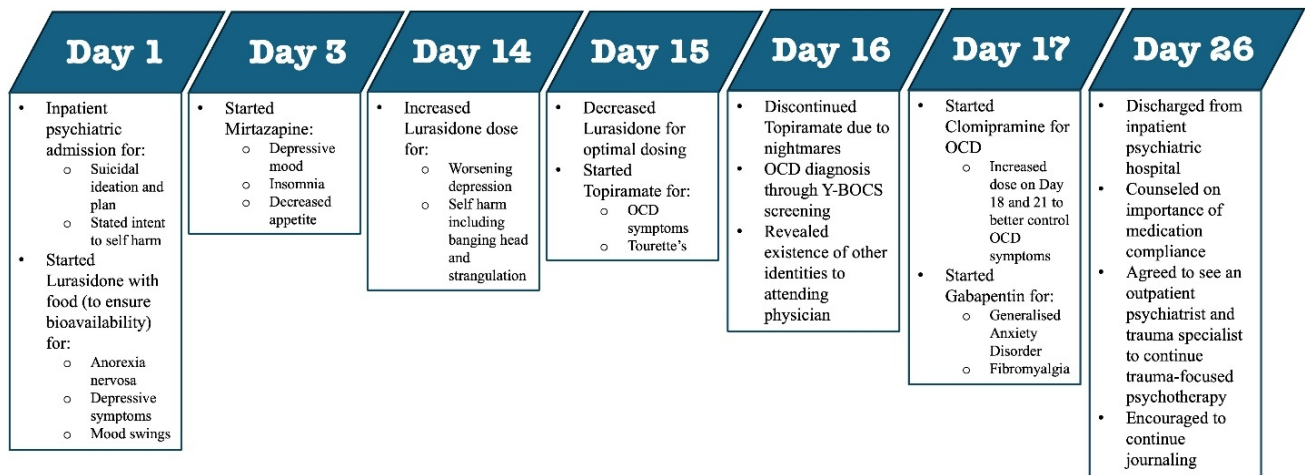 Day 1
• Inpatient
psychiatric
admission for:
o Suicidal
ideation and
plan
o Stated intent
to self harm
• Started
Lurasidone with
food (to ensure
bioavailability)
for:
o Anorexia
nervosa
o Depressive
symptoms
o Mood swings
Day 3
• Started
Mirtazapine:
o Depressive
mood
o Insomnia
o Decreased
appetite
Day 14
• Increased
Lurasidone dose
for:
o Worsening
depression
o Self harm
including
banging head
and
strangulation
Day 15
• Decreased
Lurasidone for
optimal dosing
• Started
Topiramate for:
o OCD
symptoms
o Tourette’s
Day 16
• Discontinued
Topiramate due to
nightmares
• OCD diagnosis
through Y-BOCS
screening
• Revealed
existence of other
identities to
attending
physician
Day 17
• Started
Clomipramine for
OCD
o Increased
dose on Day
18 and 21 to
better control
OCD
symptoms
• Started
Gabapentin for:
o Generalised
Anxiety
Disorder
o Fibromyalgia
Day 26
• Discharged from
inpatient
psychiatric
hospital
• Counseled on
importance of
medication
compliance
• Agreed to see an
outpatient
psychiatrist and
trauma specialist
to continue
trauma-focused
psychotherapy
• Encouraged to
continue
journaling